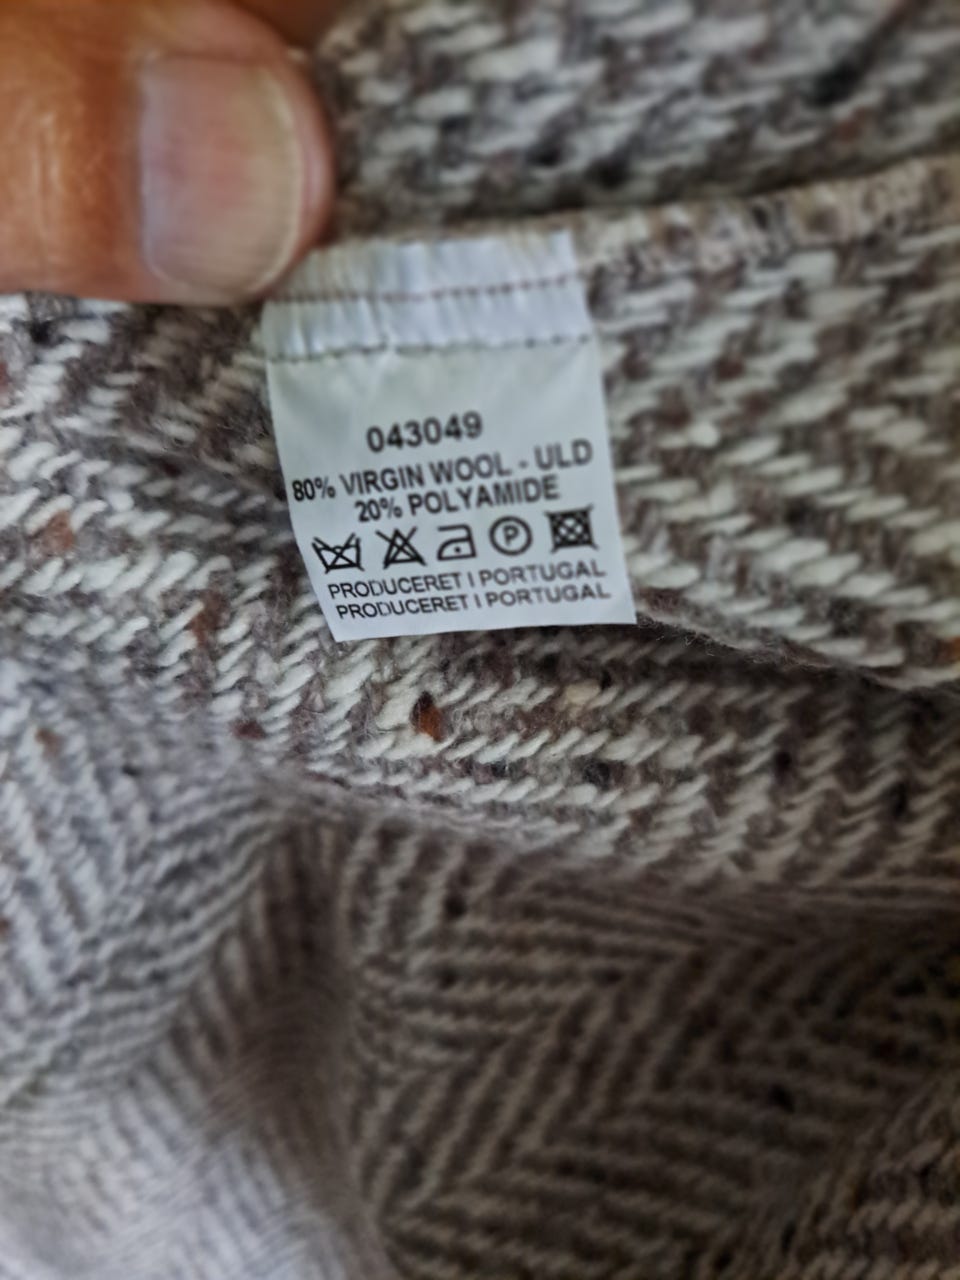 043049
80% VIRGIN WOOL - ULD
20% POLYAMIDE
P
PRODUCERET I PORTUGAL
PRODUCERET I PORTUGAL